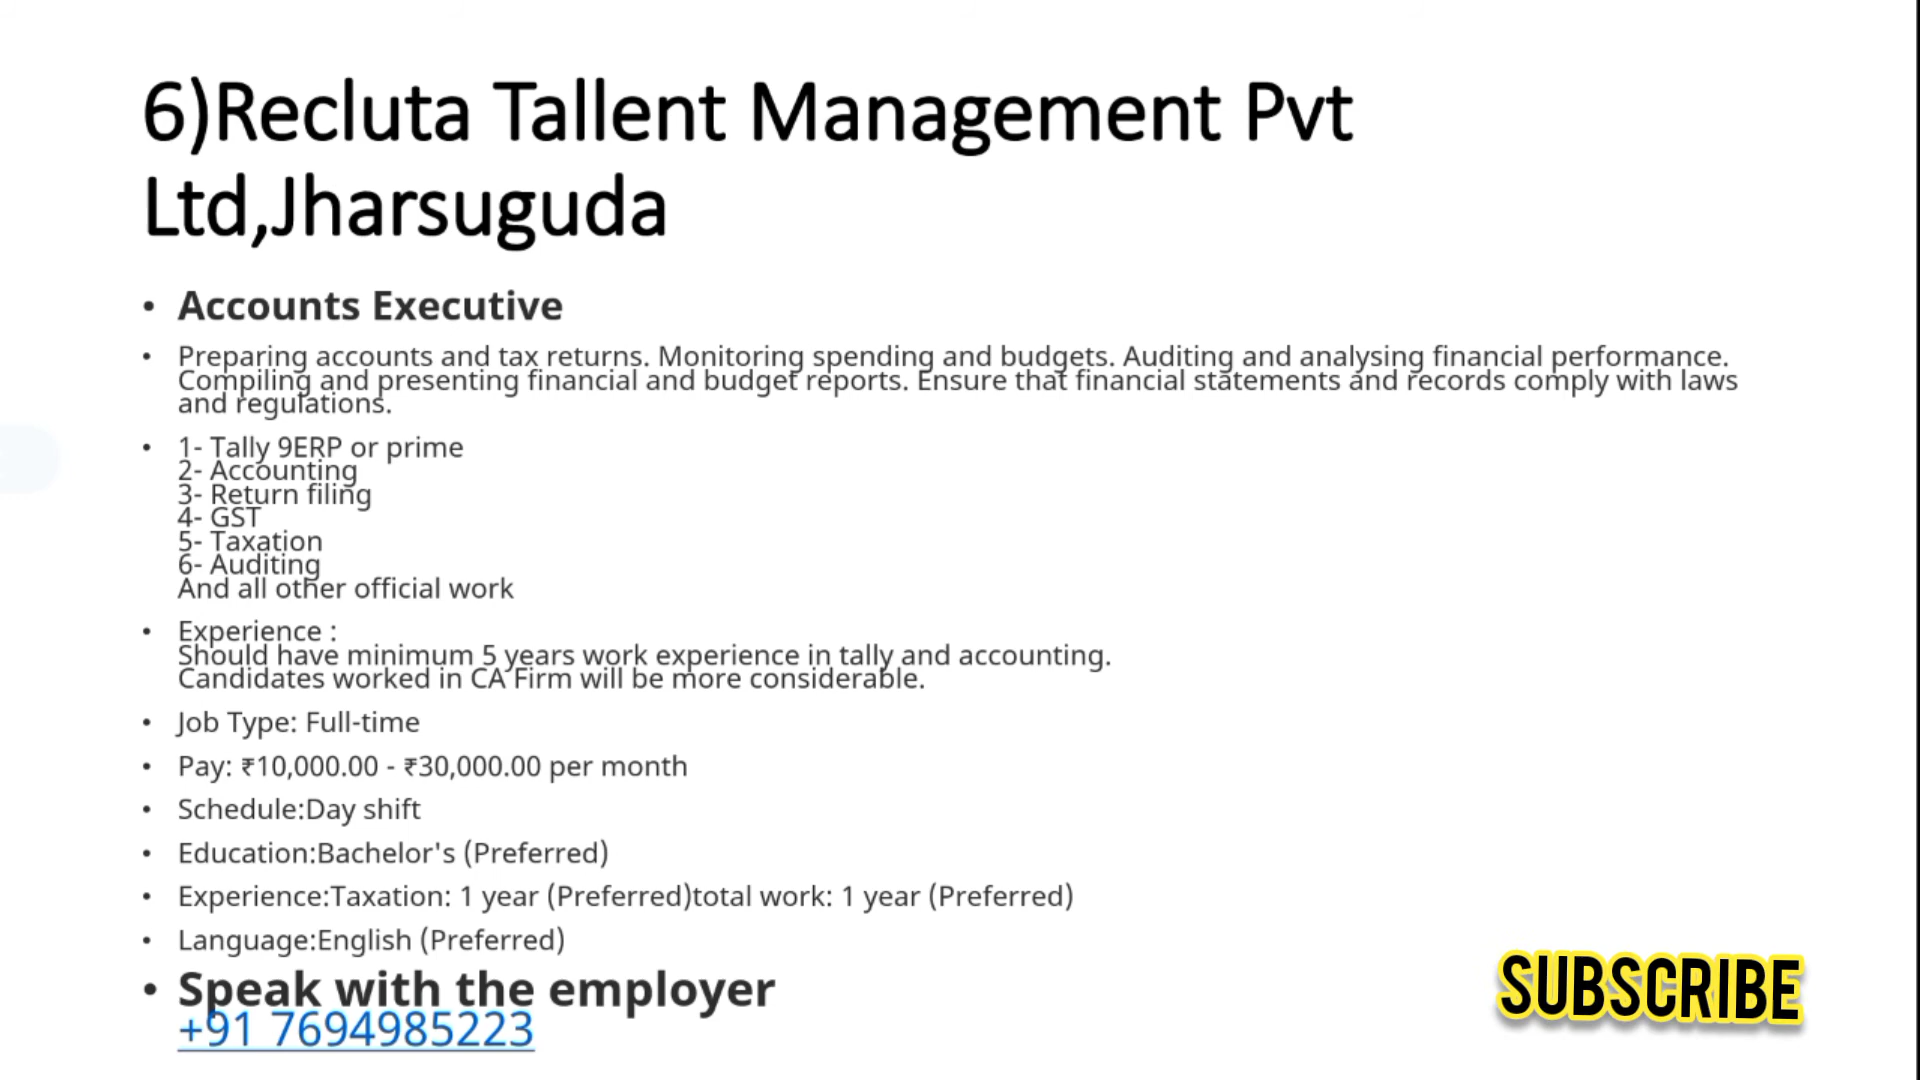 6)Recluta Tallent Management Pvt
Ltd,Jharsuguda
• Accounts Executive
• Preparing accounts and tax returns. Monitoring spending and budgets. Auditing and analysing financial performance.
Compiling and presenting financial and budget reports. Ensure that financial statements and records comply with laws
and regulations.
• 1- Tally 9ERP or prime
2- Accounting
3- Return filing
4- GST
5- Taxation
6- Auditing
And all other official work
• Experience :
Should have minimum 5 years work experience in tally and accounting.
Candidates worked in CA Firm will be more considerable.
• Job Type: Full-time
• Pay: ₹10,000.00 - ₹30,000.00 per month
• Schedule:Day shift
• Education:Bachelor's (Preferred)
• Experience:Taxation: 1 year (Preferred)total work: 1 year (Preferred)
• Language:English (Preferred)
• Speak with the employer
+91 7694985223
SUBSCRIBE